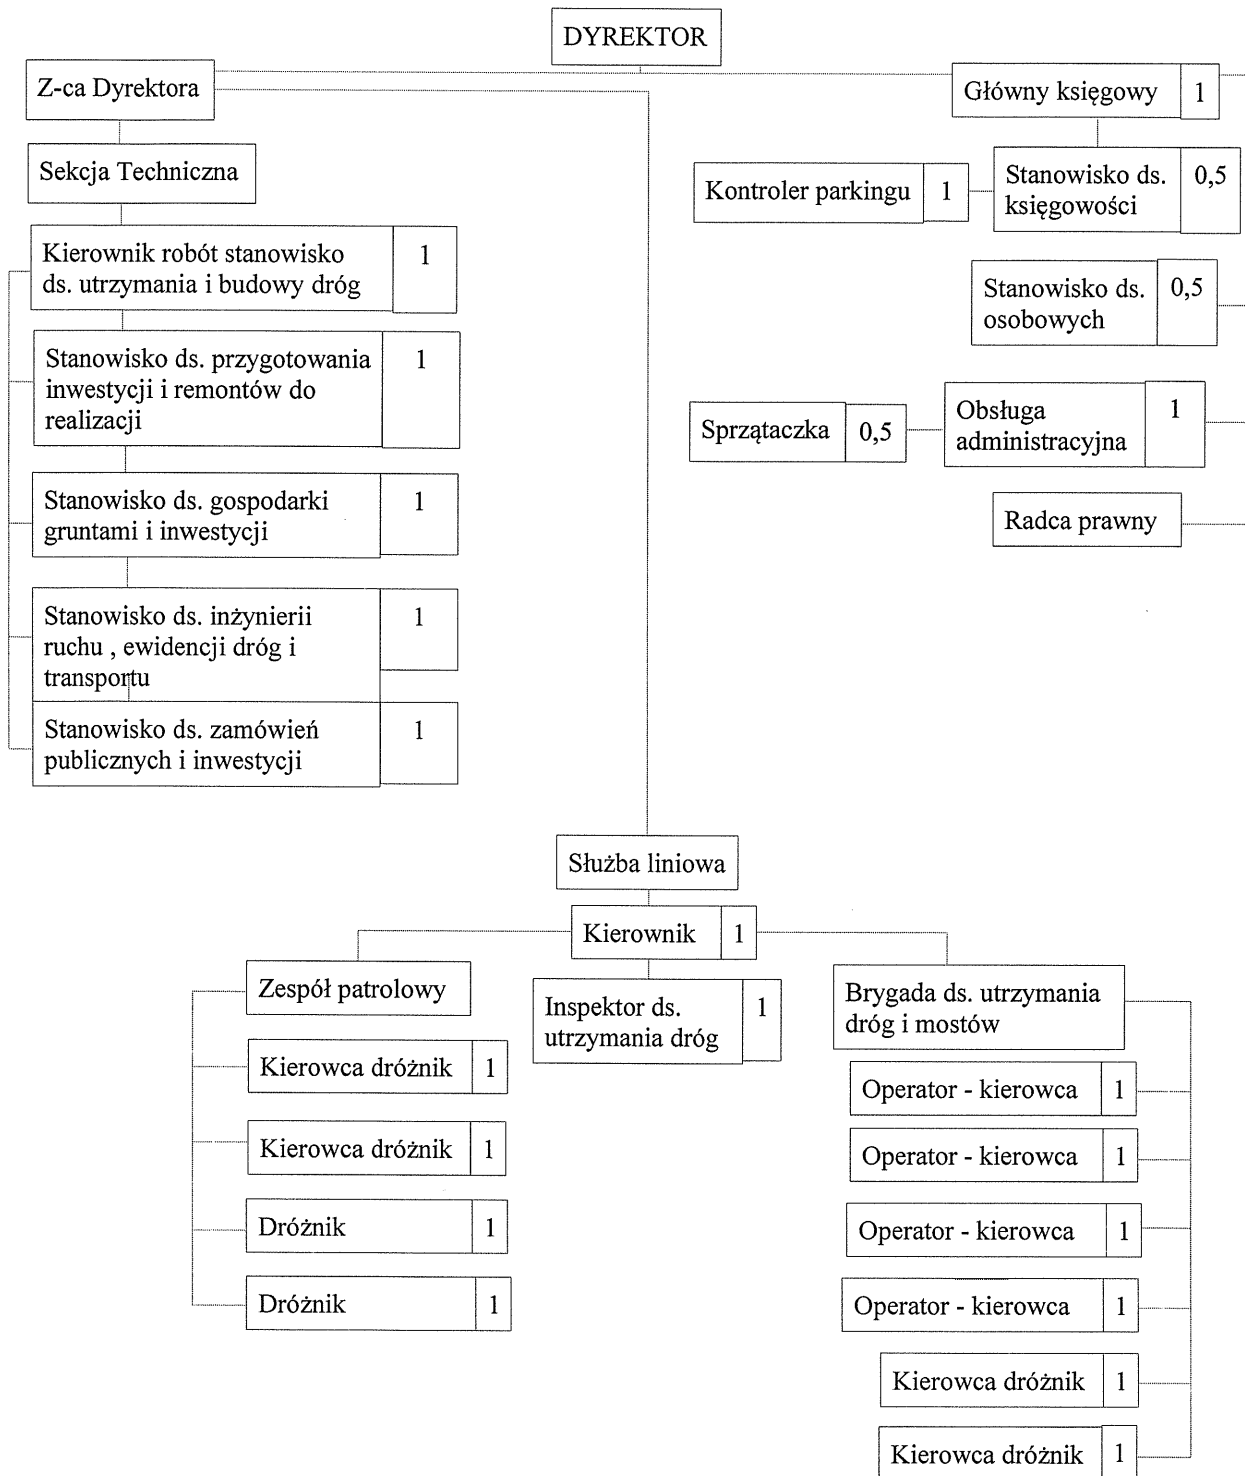 DYREKTOR
Z-ca Dyrektora
Główny księgowy 1
Sekcja Techniczna
Kontroler parkingu 1
Stanowisko ds. 0,5
księgowości
Kierownik robót stanowisko 1
ds. utrzymania i budowy dróg
Stanowisko ds. 0,5
osobowych
Stanowisko ds. przygotowania 1
inwestycji i remontów do
realizacji
Sprzątaczka 0,5
Obsługa 1
administracyjna
Stanowisko ds. gospodarki 1
gruntami i inwestycji
Radca prawny
Stanowisko ds. inżynierii 1
ruchu , ewidencji dróg i
transportu
Stanowisko ds. zamówień 1
publicznych i inwestycji
Służba liniowa
Kierownik 1
Zespół patrolowy
Kierowca dróżnik 1
Kierowca dróżnik 1
Dróżnik 1
Dróżnik 1
Inspektor ds. 1
utrzymania dróg
Brygada ds. utrzymania
dróg i mostów
Operator - kierowca 1
Operator - kierowca 1
Operator - kierowca 1
Operator - kierowca 1
Kierowca dróżnik 1
Kierowca dróżnik 1